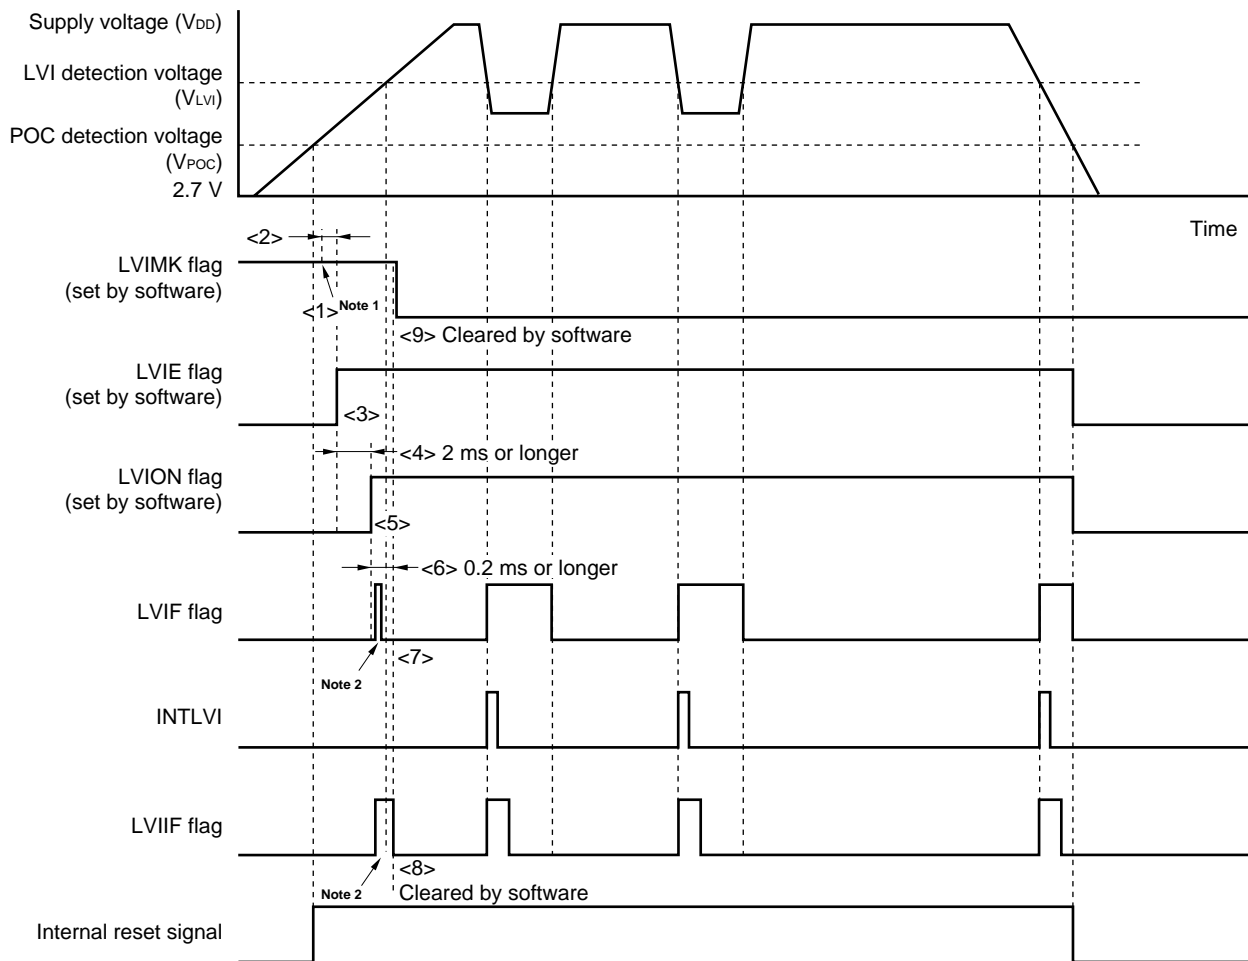 Supply voltage (VDD)
LVI detection voltage
(VLVI)
POC detection voltage
(VPOC)
2.7 V
Time
<2>
LVIMK flag
(set by software)
<1> Note 1
<9> Cleared by software
LVIE flag
(set by software)
<3>
<4> 2 ms or longer
LVION flag
(set by software)
<5>
<6> 0.2 ms or longer
LVIF flag
<7>
Note 2
INTLVI
LVIIF flag
<8>
Note 2
Cleared by software
Internal reset signal